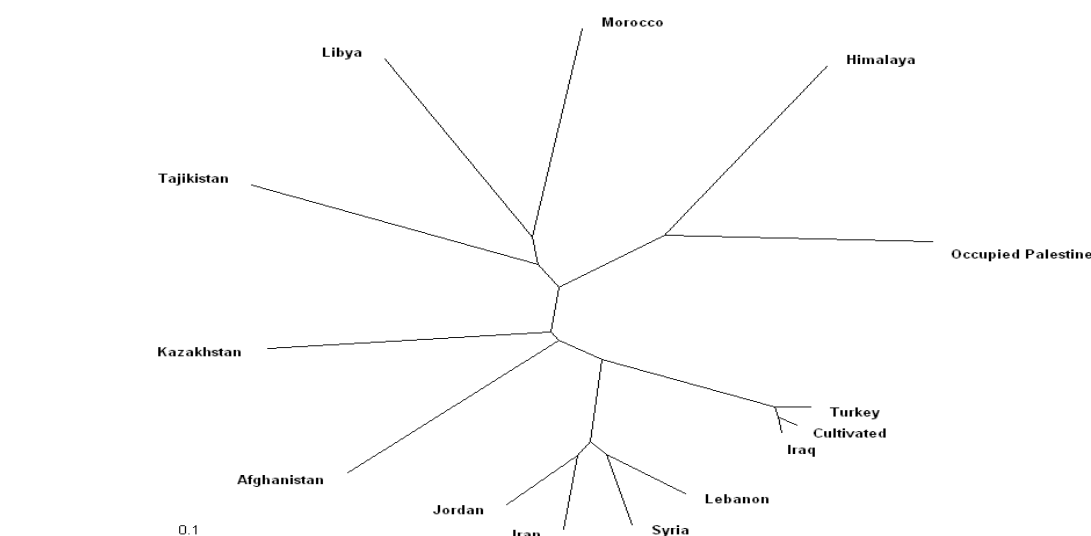 Morocco
Libya
Himalaya
Tajikistan
Occupied Palestine
Kazakhstan
Turkey
Cultivated
Iraq
Afghanistan
Lebanon
Jordan
Syria
Iran
0.1